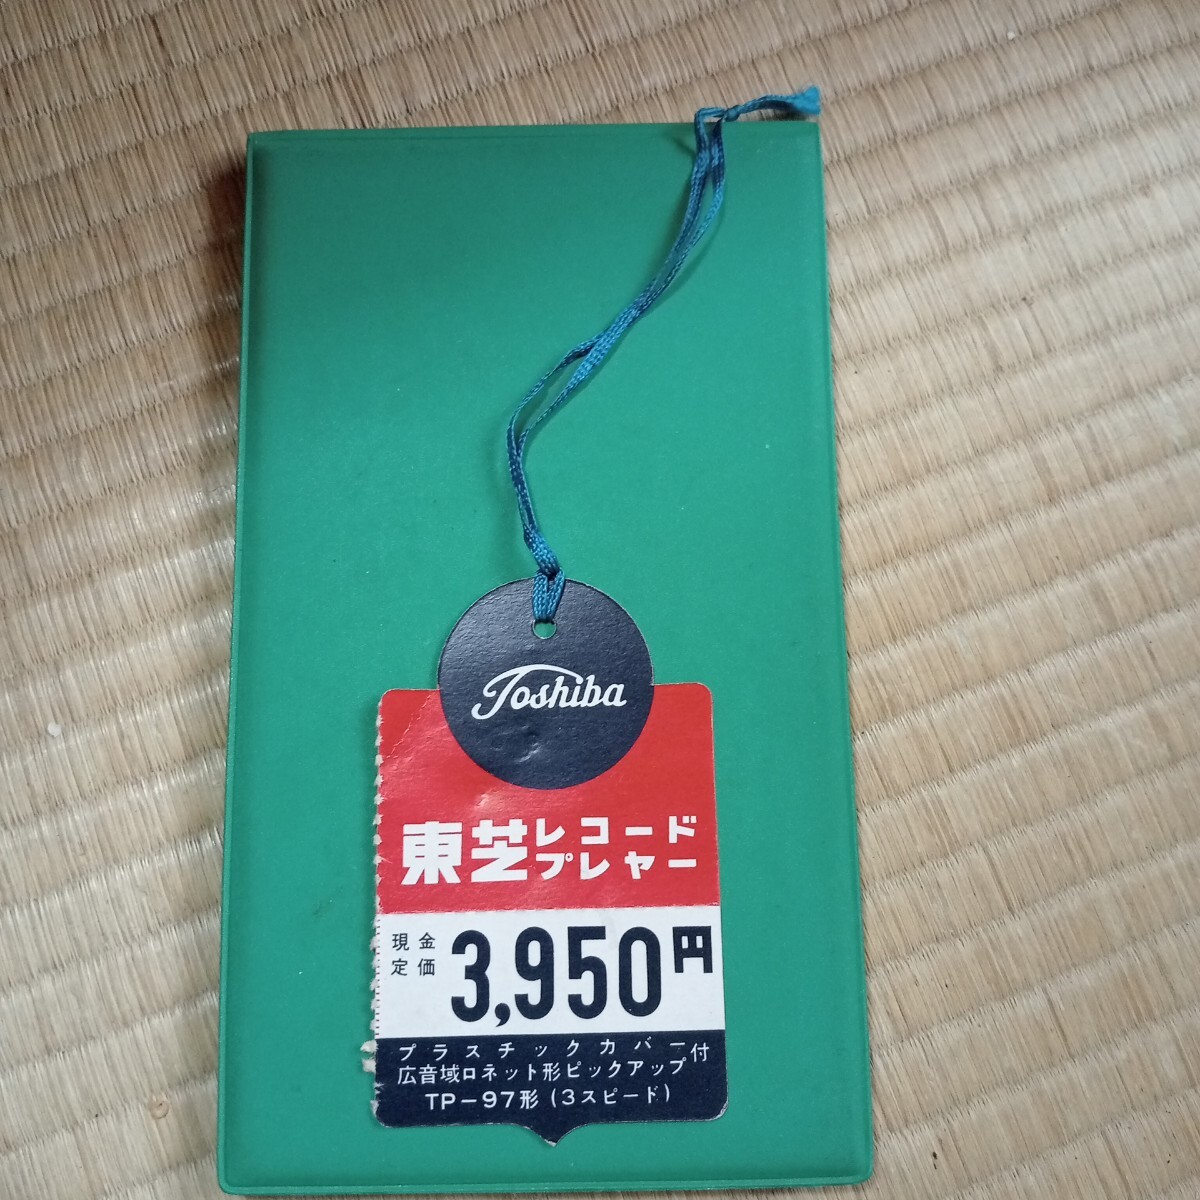 Toshiba
東芝レコード
プレヤー
現金
定価 3,950円
プラスチックカバー付
広音域ロネット形ピックアップ
TP-97形(3スピード)